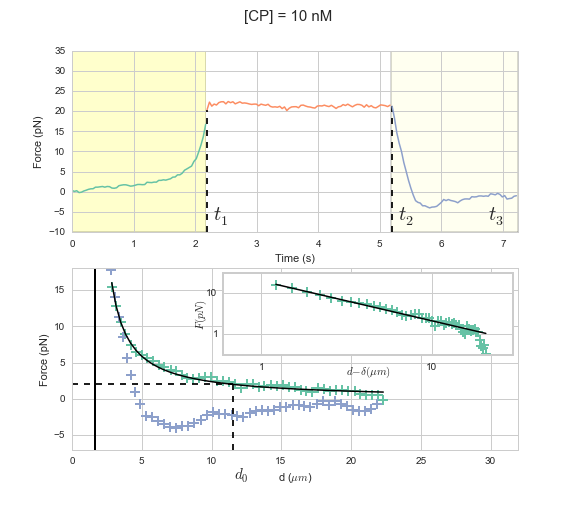 [CP] = 10 nM
35
30
25
20
15
10
5
0
−5
−10
Force (pN)
t1
t2
t3
0 1 2 3 4 5 6 7
Time (s)
15
10
5
0
−5
Force (pN)
10
1
F(pN)
1 10
d−δ(μm)
0 5 10 15 20 25 30
d0
d (μm)